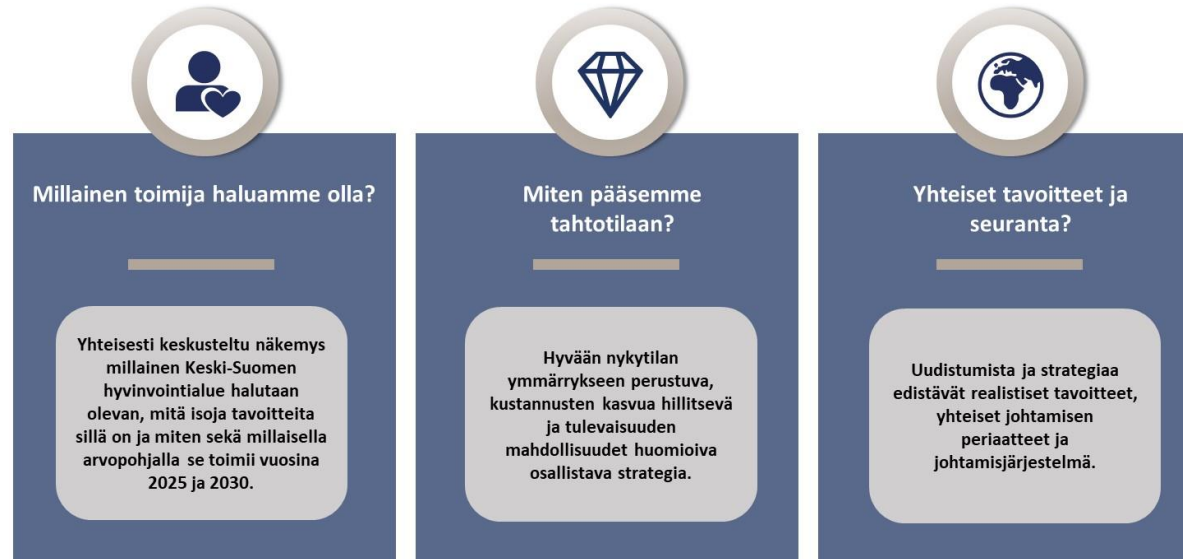 Millainen toimija haluamme olla?
Yhteisesti keskusteltu näkemys
millainen Keski-Suomen
hyvinvointialue halutaan
olevan, mitä isoja tavoitteita
sillä on ja miten sekä millaisella
arvopohjalla se toimii vuosina
2025 ja 2030.
Miten pääsemme
tahtotilaan?
Hyvään nykytilan
ymmärrykseen perustuva,
kustannusten kasvua hillitsevä
ja tulevaisuuden
mahdollisuudet huomioiva
osallistava strategia.
Yhteiset tavoitteet ja
seuranta?
Uudistumista ja strategiaa
edistävät realistiset tavoitteet,
yhteiset johtamisen
periaatteet ja
johtamisjärjestelmä.